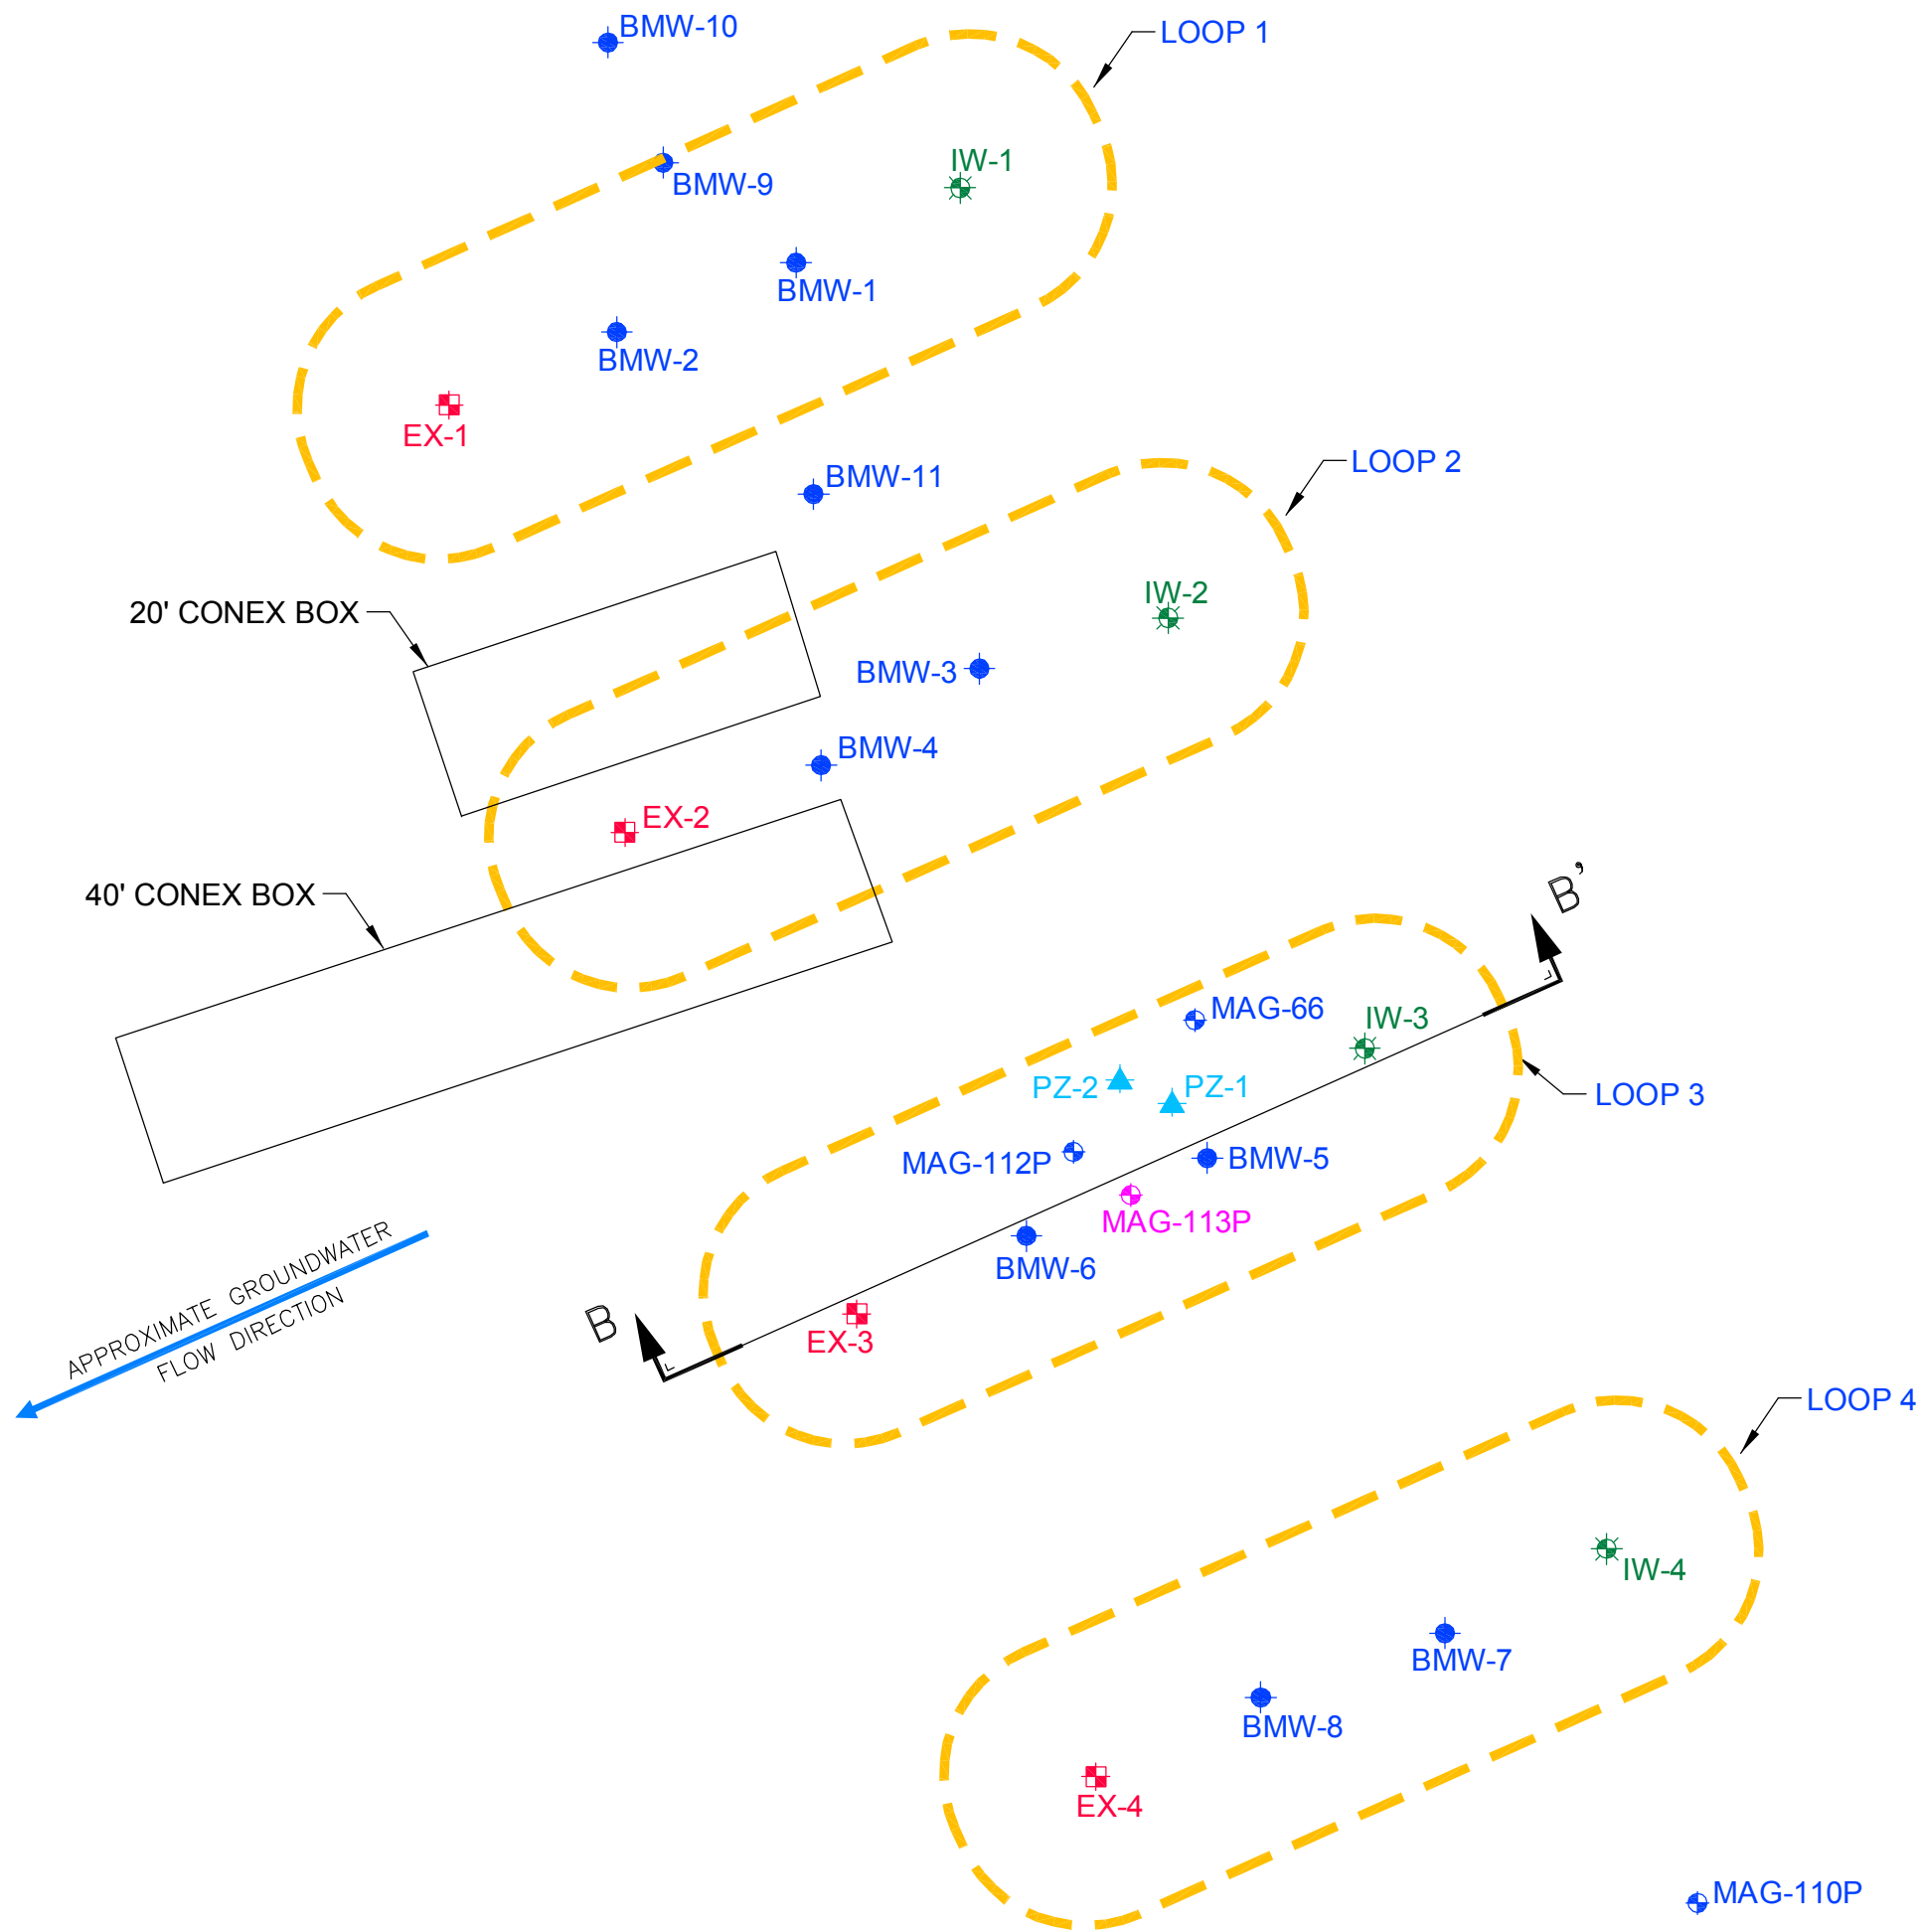 BMW-10
LOOP 1
IW-1
BMW-9
BMW-1
BMW-2
EX-1
LOOP 2
BMW-11
IW-2
20' CONEX BOX
BMW-3
BMW-4
EX-2
40' CONEX BOX
B'
MAG-66
IW-3
PZ-2
PZ-1
LOOP 3
MAG-112P
BMW-5
MAG-113P
BMW-6
APPROXIMATE GROUNDWATER
FLOW DIRECTION
B
EX-3
LOOP 4
IW-4
BMW-7
BMW-8
EX-4
MAG-110P